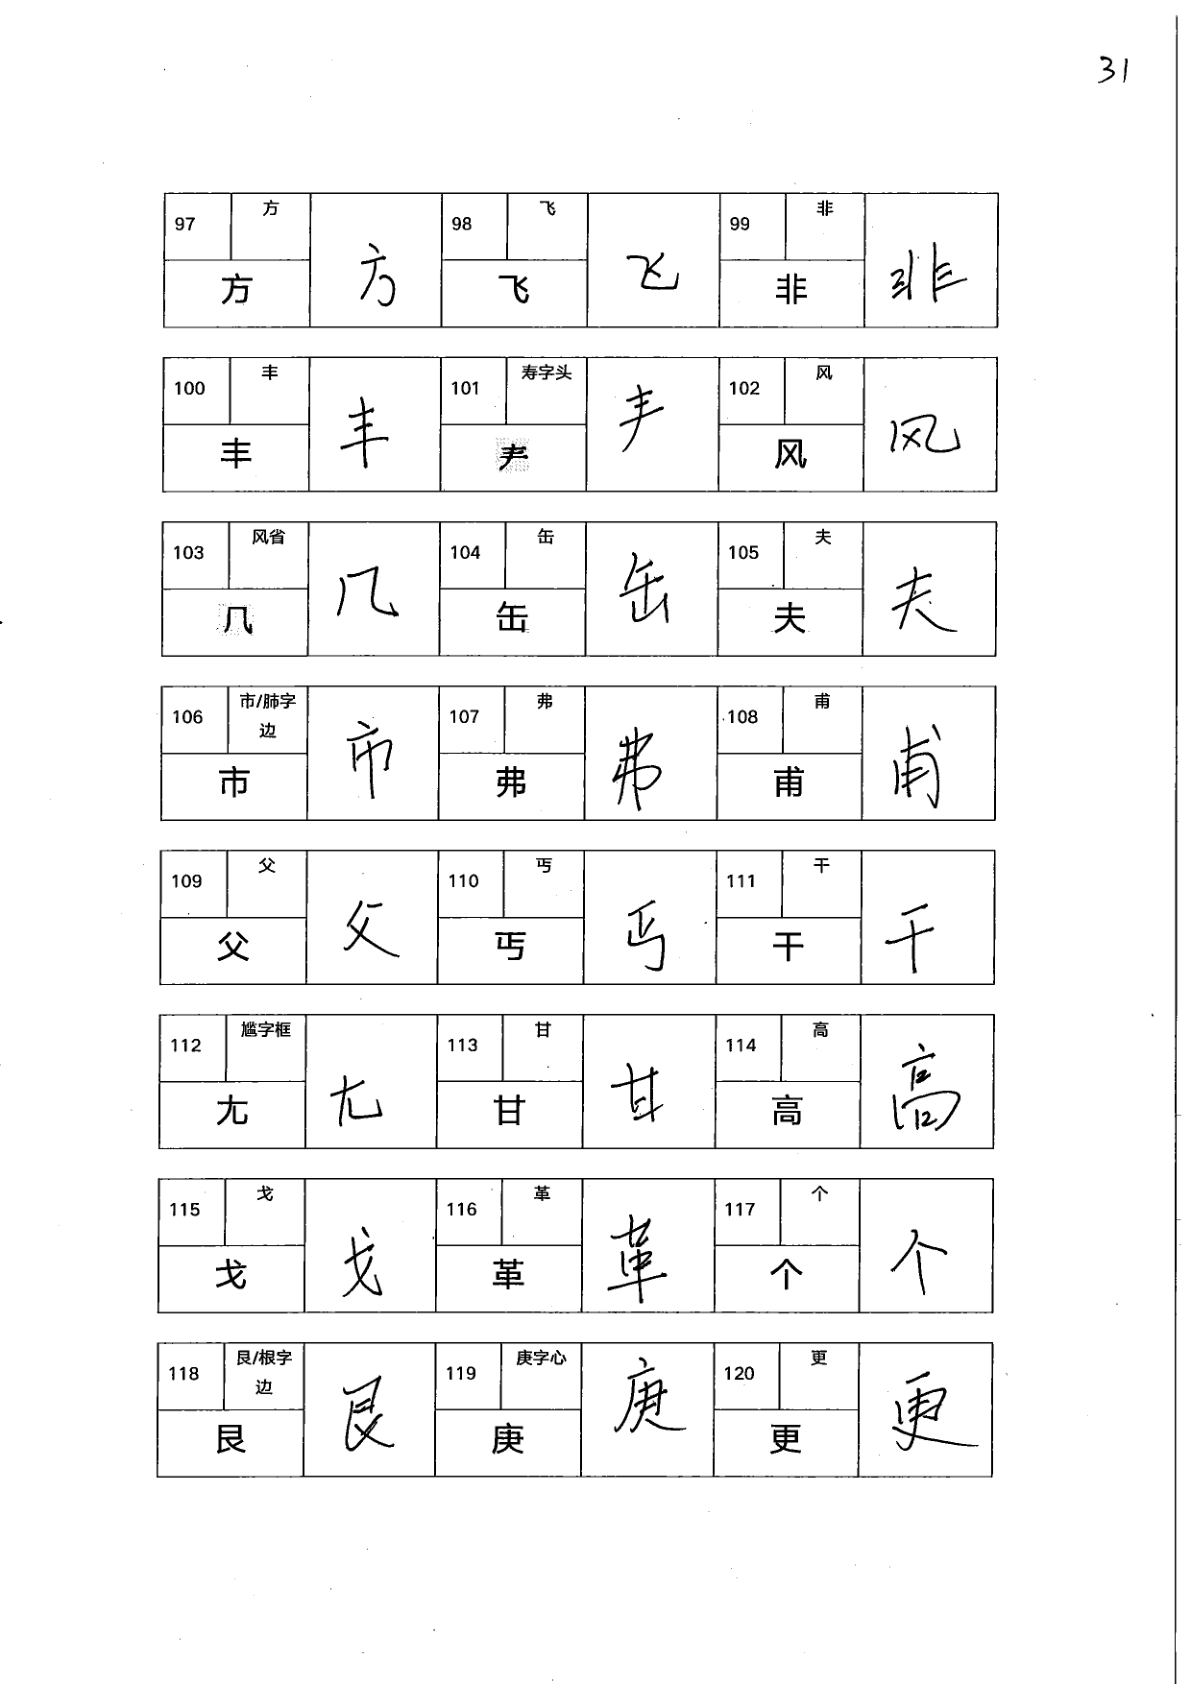 31
97 方 方 方 98 飞 飞 飞 99 非 非 非
100 丰 丰 丰 101 寿字头 𡗗 102 风 风 风
103 风省 几 几 104 缶 缶 缶 105 夫 夫 夫
106 巿/肺字边 巿 巿 107 弗 弗 弗 108 甫 甫 甫
109 父 父 父 110 丐 丐 丐 111 干 干 干
112 尴字框 尢 尢 113 甘 甘 甘 114 高 高 高
115 戈 戈 戈 116 革 革 革 117 个 个 个
118 艮/根字边 艮 艮 119 庚字心 庚 庚 120 更 更 更